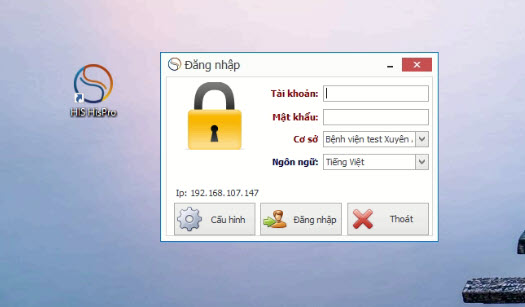 Đăng nhập
HIS HisPro
Tài khoản:
Mật khẩu:
Cơ sở Bệnh viện test Xuyên
Ngôn ngữ: Tiếng Việt
Ip: 192.168.107.147
Cấu hình Đăng nhập Thoát